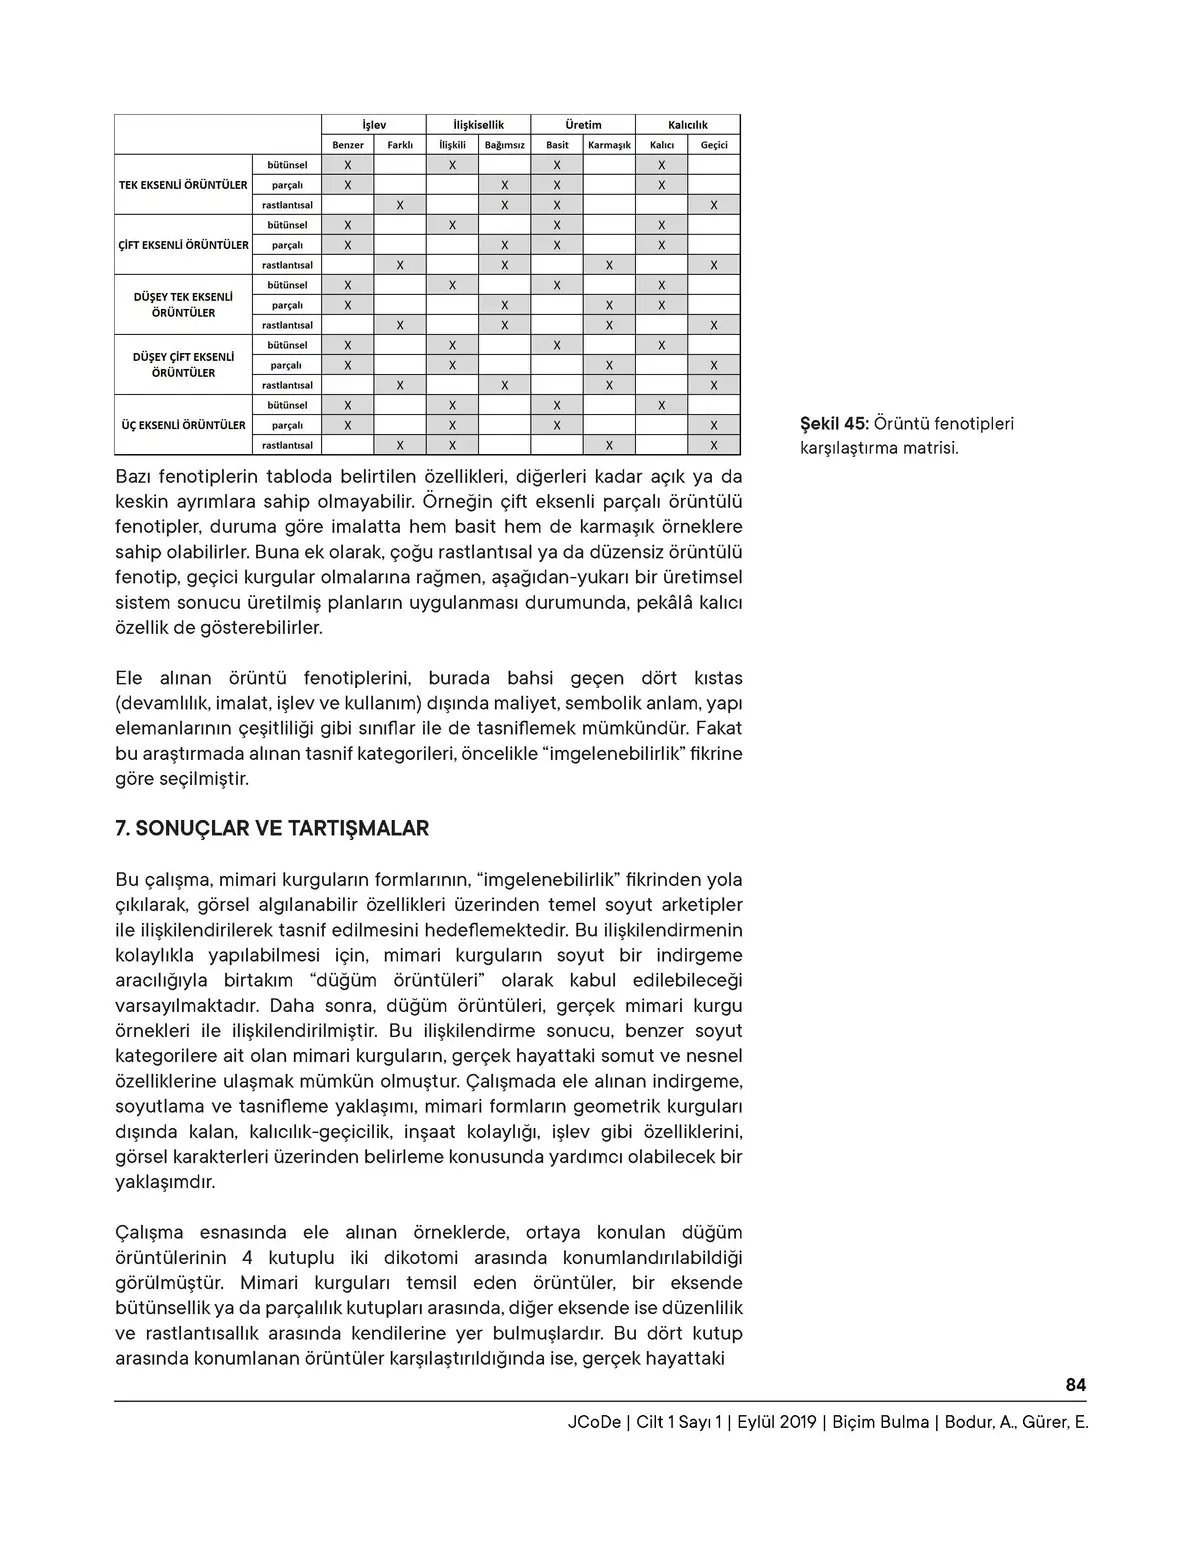 İşlev İlişkisellik Üretim Kalıcılık
Benzer Farklı İlişkili Bağımsız Basit Karmaşık Kalıcı Geçici
TEK EKSENLİ ÖRÜNTÜLER
bütünsel X X X X
parçalı X X X X
rastlantısal X X X X
ÇİFT EKSENLİ ÖRÜNTÜLER
bütünsel X X X X
parçalı X X X X
rastlantısal X X X X
DÜŞEY TEK EKSENLİ
ÖRÜNTÜLER
bütünsel X X X X
parçalı X X X X
rastlantısal X X X X
DÜŞEY ÇİFT EKSENLİ
ÖRÜNTÜLER
bütünsel X X X X
parçalı X X X X
rastlantısal X X X X
ÜÇ EKSENLİ ÖRÜNTÜLER
bütünsel X X X X
parçalı X X X X
rastlantısal X X X X
Şekil 45: Örüntü fenotipleri
karşılaştırma matrisi.
Bazı fenotiplerin tabloda belirtilen özellikleri, diğerleri kadar açık ya da
keskin ayrımlara sahip olmayabilir. Örneğin çift eksenli parçalı örüntülü
fenotipler, duruma göre imalatta hem basit hem de karmaşık örneklere
sahip olabilirler. Buna ek olarak, çoğu rastlantısal ya da düzensiz örüntülü
fenotip, geçici kurgular olmalarına rağmen, aşağıdan-yukarı bir üretimsel
sistem sonucu üretilmiş planların uygulanması durumunda, pekâlâ kalıcı
özellik de gösterebilirler.
Ele alınan örüntü fenotiplerini, burada bahsi geçen dört kıstas
(devamlılık, imalat, işlev ve kullanım) dışında maliyet, sembolik anlam, yapı
elemanlarının çeşitliliği gibi sınıflar ile de tasniflemek mümkündür. Fakat
bu araştırmada alınan tasnif kategorileri, öncelikle “imgelenebilirlik” fikrine
göre seçilmiştir.
7. SONUÇLAR VE TARTIŞMALAR
Bu çalışma, mimari kurguların formlarının, “imgelenebilirlik” fikrinden yola
çıkılarak, görsel algılanabilir özellikleri üzerinden temel soyut arketipler
ile ilişkilendirilerek tasnif edilmesini hedeflemektedir. Bu ilişkilendirmenin
kolaylıkla yapılabilmesi için, mimari kurguların soyut bir indirgeme
aracılığıyla birtakım “düğüm örüntüleri” olarak kabul edilebileceği
varsayılmaktadır. Daha sonra, düğüm örüntüleri, gerçek mimari kurgu
örnekleri ile ilişkilendirilmiştir. Bu ilişkilendirme sonucu, benzer soyut
kategorilere ait olan mimari kurguların, gerçek hayattaki somut ve nesnel
özelliklerine ulaşmak mümkün olmuştur. Çalışmada ele alınan indirgeme,
soyutlama ve tasnifleme yaklaşımı, mimari formların geometrik kurguları
dışında kalan, kalıcılık-geçicilik, inşaat kolaylığı, işlev gibi özelliklerini,
görsel karakterleri üzerinden belirleme konusunda yardımcı olabilecek bir
yaklaşımdır.
Çalışma esnasında ele alınan örneklerde, ortaya konulan düğüm
örüntülerinin 4 kutuplu iki dikotomi arasında konumlandırılabildiği
görülmüştür. Mimari kurguları temsil eden örüntüler, bir eksende
bütünsellik ya da parçalılık kutupları arasında, diğer eksende ise düzenlilik
ve rastlantısallık arasında kendilerine yer bulmuşlardır. Bu dört kutup
arasında konumlanan örüntüler karşılaştırıldığında ise, gerçek hayattaki
84
JCoDe | Cilt 1 Sayı 1 | Eylül 2019 | Biçim Bulma | Bodur, A., Gürer, E.